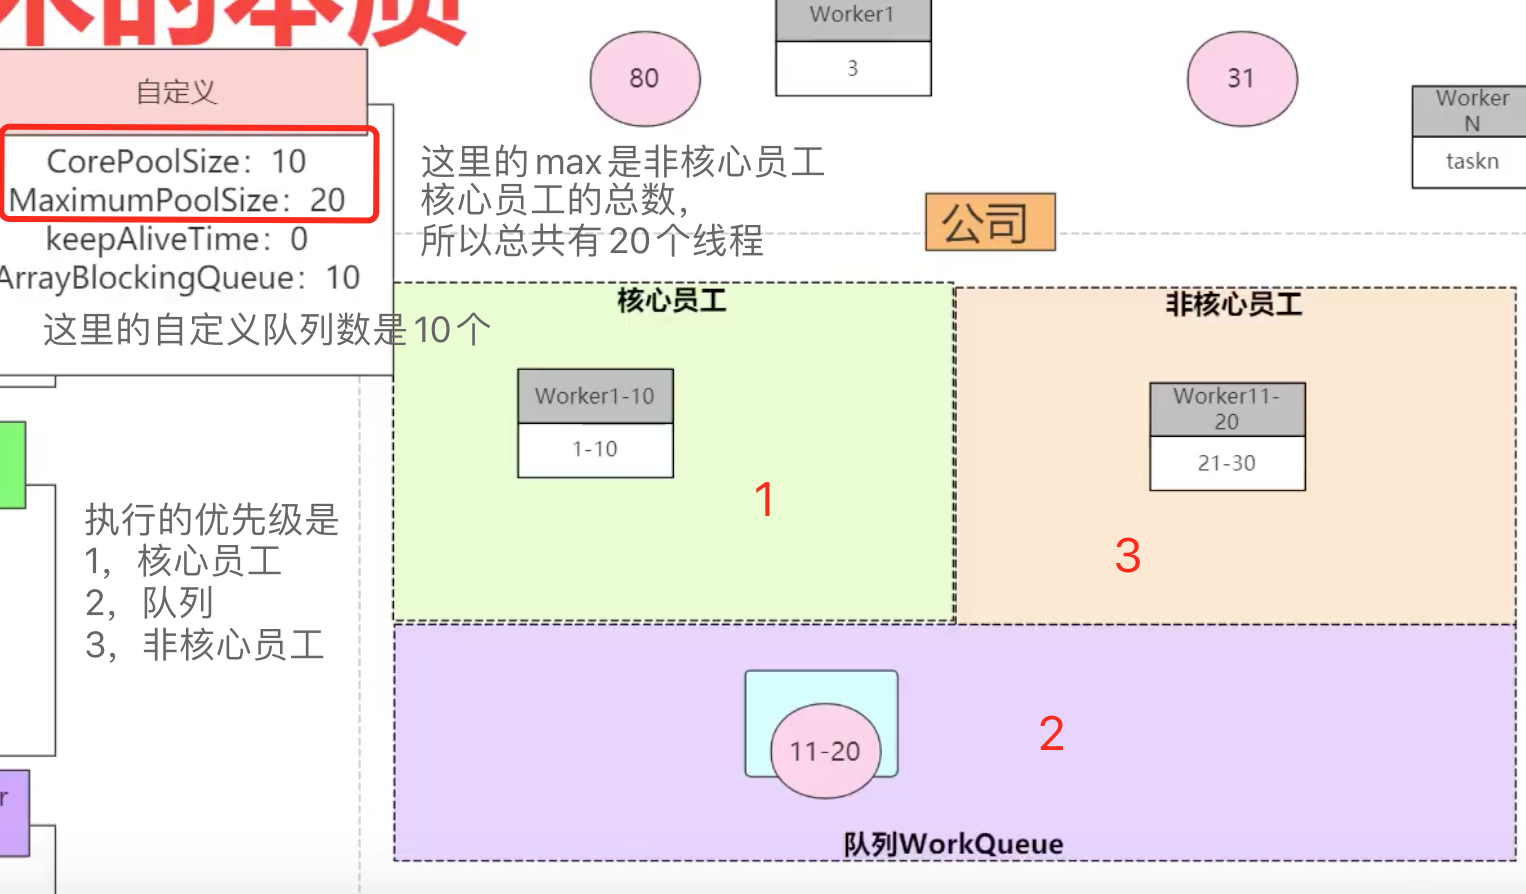 本的本质
自定义
CorePoolSize：10
MaximumPoolSize：20
keepAliveTime：0
ArrayBlockingQueue：10
这里的自定义队列数是10个
80
Worker1
3
31
Worker
N
taskn
这里的max是非核心员工
核心员工的总数，
所以总共有20个线程
公司
核心员工
Worker1-10
1-10
1
非核心员工
Worker11-
20
21-30
3
执行的优先级是
1，核心员工
2，队列
3，非核心员工
11-20
2
队列WorkQueue
r